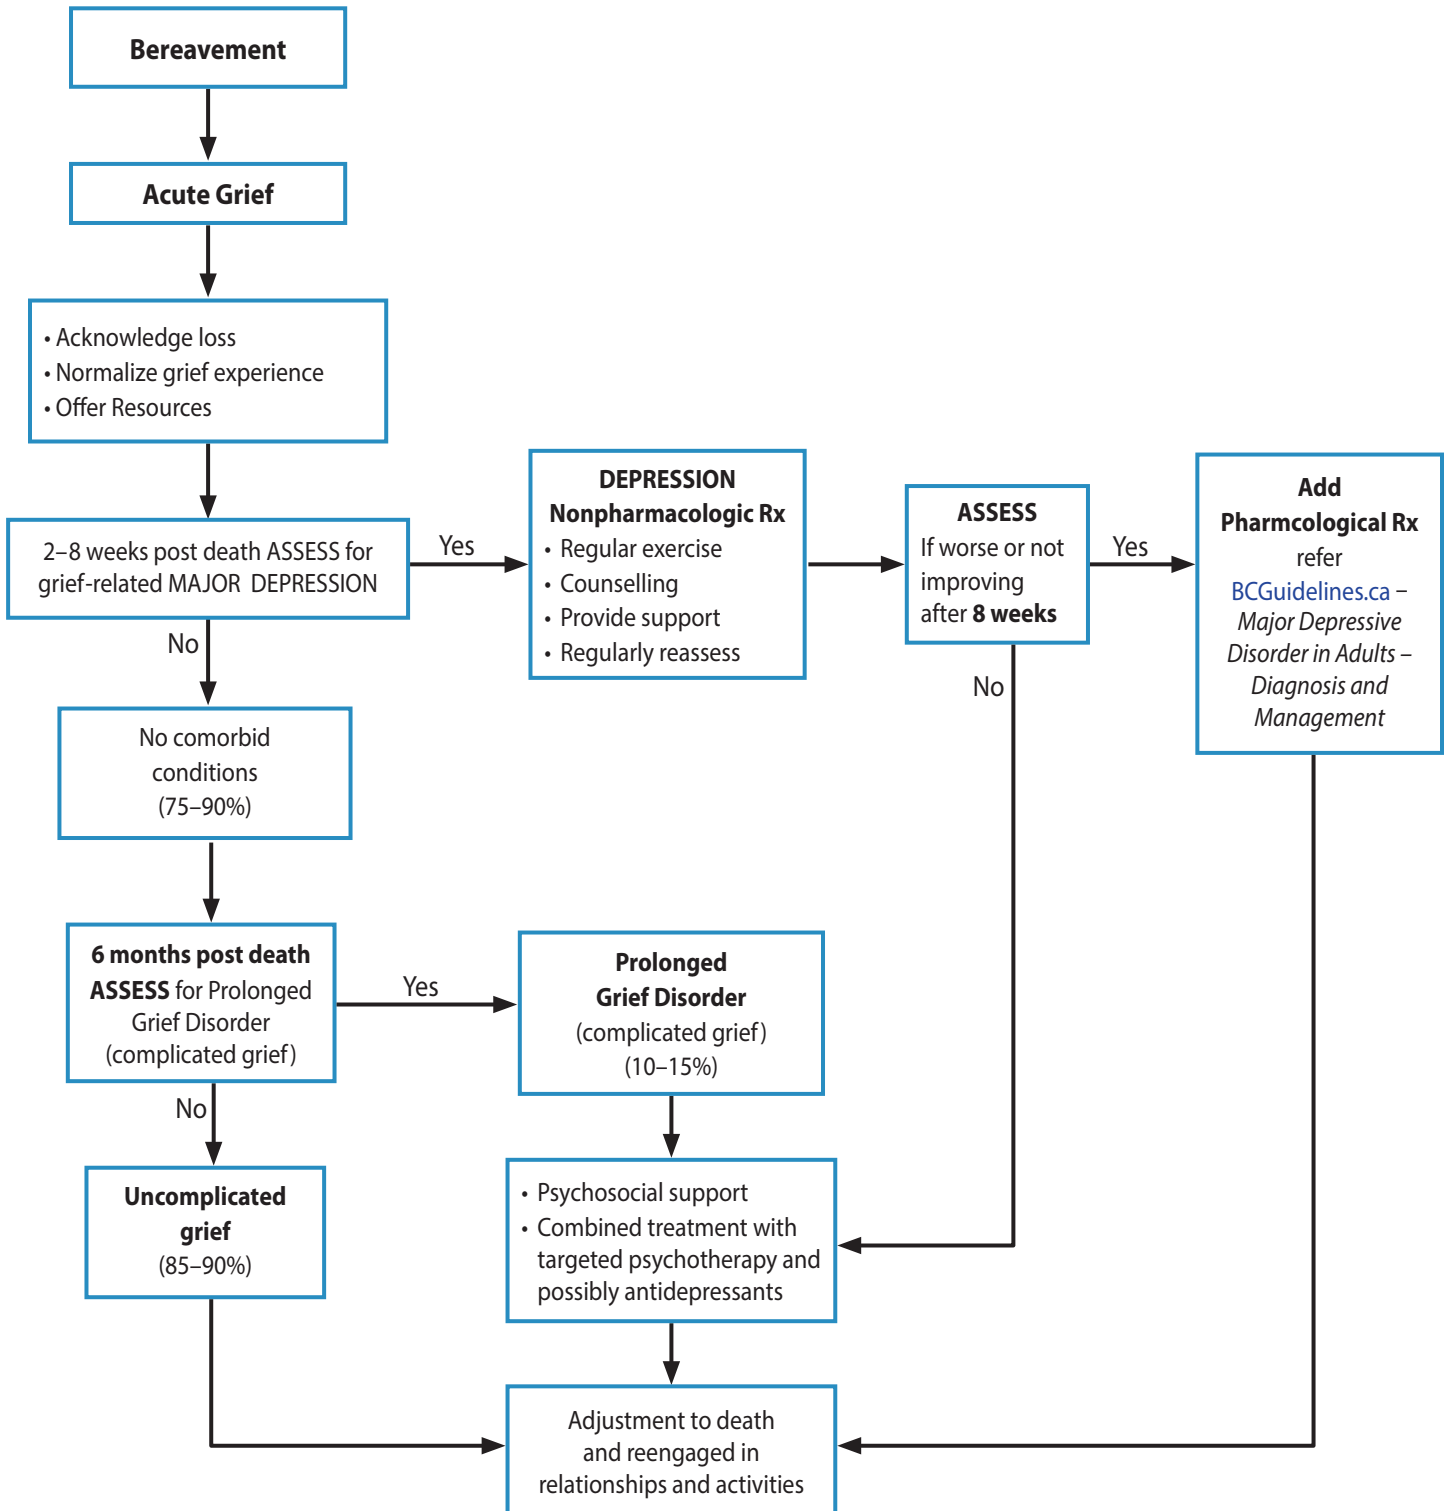 Bereavement
Acute Grief
• Acknowledge loss
• Normalize grief experience
• Offer Resources
2–8 weeks post death ASSESS for
grief-related MAJOR DEPRESSION
Yes
DEPRESSION
Nonpharmacologic Rx
• Regular exercise
• Counselling
• Provide support
• Regularly reassess
ASSESS
If worse or not
improving
after 8 weeks
Yes
Add
Pharmcological Rx
refer
BCGuidelines.ca –
Major Depressive
Disorder in Adults –
Diagnosis and
Management
No
No
No comorbid
conditions
(75–90%)
6 months post death
ASSESS for Prolonged
Grief Disorder
(complicated grief)
Yes
Prolonged
Grief Disorder
(complicated grief)
(10–15%)
No
Uncomplicated
grief
(85–90%)
• Psychosocial support
• Combined treatment with
targeted psychotherapy and
possibly antidepressants
Adjustment to death
and reengaged in
relationships and activities